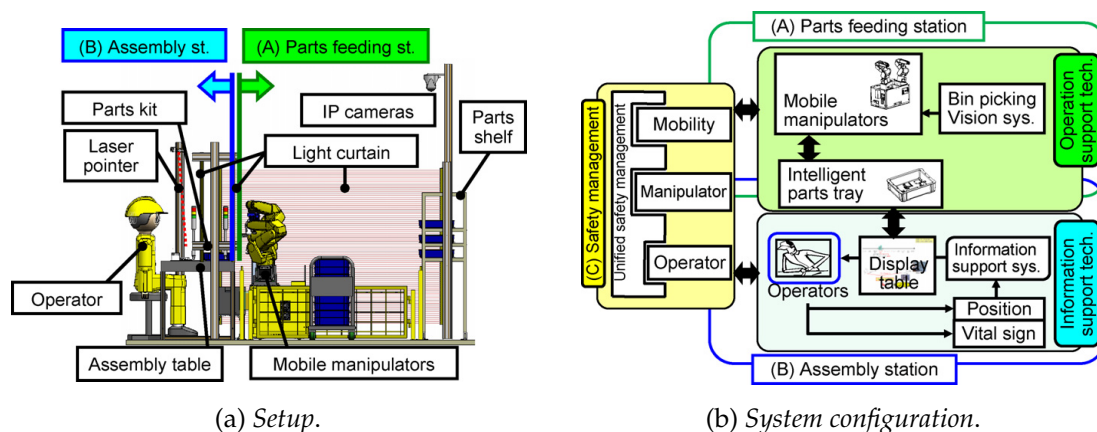 (B) Assembly st.
(A) Parts feeding st.
Parts kit
IP cameras
Parts
shelf
Laser
pointer
Light curtain
Operator
Assembly table
Mobile manipulators
(a) Setup.
(A) Parts feeding station
(C) Safety management
Unified safety management
Mobility
Manipulator
Operator
Mobile
manipulators
Bin picking
Vision sys.
Intelligent
parts tray
Operation
support tech.
Operators
Display
table
Information
support sys.
Position
Vital sign
Information
support tech.
(B) Assembly station
(b) System configuration.